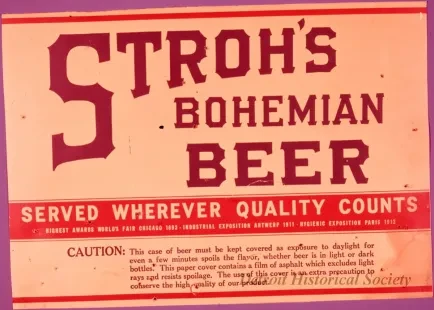 STROH'S
BOHEMIAN
BEER
SERVED WHEREVER QUALITY COUNTS
HIGHEST AWARDS WORLD'S FAIR CHICAGO 1893 · INDUSTRIAL EXPOSITION ANTWERP 1911 · HYGIENIC EXPOSITION PARIS 1912
CAUTION: This case of beer must be kept covered as exposure to daylight for
even a few minutes spoils the flavor, whether beer is in light or dark
bottles. This paper cover contains a film of asphalt which excludes light
rays and resists spoilage. The use of this cover is an extra precaution to
conserve the high quality of our product.
Detroit Historical Society